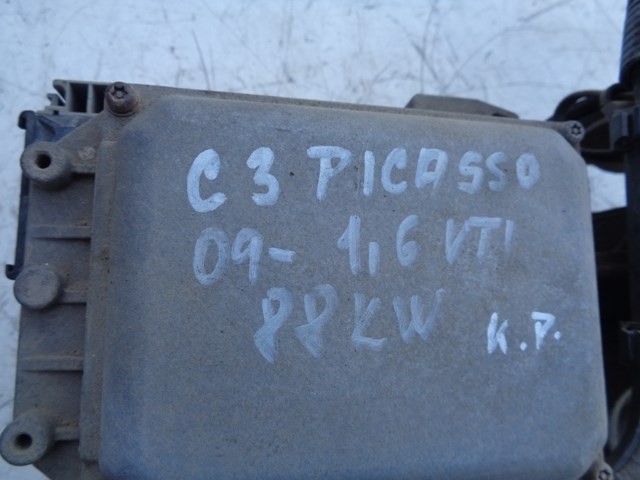 C3 PICASSO
09- 1,6 VTI
88KW K.P.